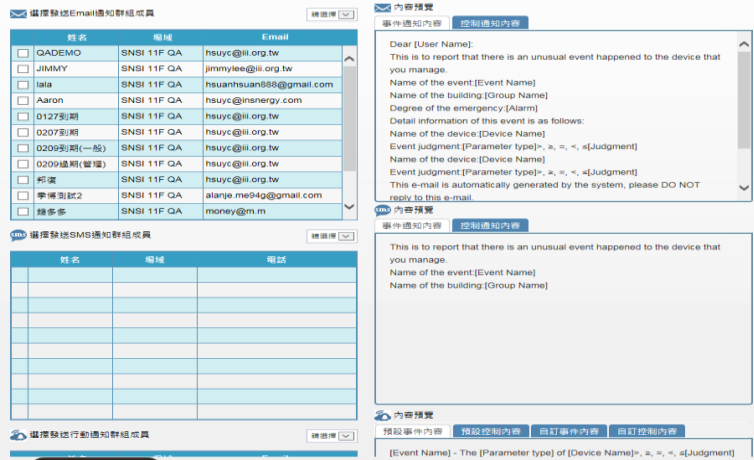 選擇發送Email通知群組成員
請選擇
姓名 場域 Email
QADEMO SNSI 11F QA hsuyc@iii.org.tw
JIMMY SNSI 11F QA jimmylee@iii.org.tw
lala SNSI 11F QA hsuanhsuan888@gmail.com
Aaron SNSI 11F QA hsuyc@insnergy.com
0127到期 SNSI 11F QA hsuyc@iii.org.tw
0207到期 SNSI 11F QA hsuyc@iii.org.tw
0209到期(一般) SNSI 11F QA hsuyc@iii.org.tw
0209過期(管理) SNSI 11F QA hsuyc@iii.org.tw
邦復 SNSI 11F QA hsuyc@iii.org.tw
季博測試2 SNSI 11F QA alanje.me94g@gmail.com
錢多多 SNSI 11F QA money@m.m
sms 選擇發送SMS通知群組成員
請選擇
姓名 場域 電話
選擇發送行動通知群組成員
請選擇
內容預覽
事件通知內容 控制通知內容
Dear [User Name]:
This is to report that there is an unusual event happened to the device that
you manage.
Name of the event:[Event Name]
Name of the building:[Group Name]
Degree of the emergency:[Alarm]
Detail information of this event is as follows:
Name of the device:[Device Name]
Event judgment:[Parameter type]>, ≥, =, <, ≤[Judgment]
Name of the device:[Device Name]
Event judgment:[Parameter type]>, ≥, =, <, ≤[Judgment]
This e-mail is automatically generated by the system, please DO NOT
reply to this e-mail.
sms 內容預覽
事件通知內容 控制通知內容
This is to report that there is an unusual event happened to the device that
you manage.
Name of the event:[Event Name]
Name of the building:[Group Name]
內容預覽
預設事件內容 預設控制內容 自訂事件內容 自訂控制內容
[Event Name] - The [Parameter type] of [Device Name]>, ≥, =, <, ≤[Judgment]